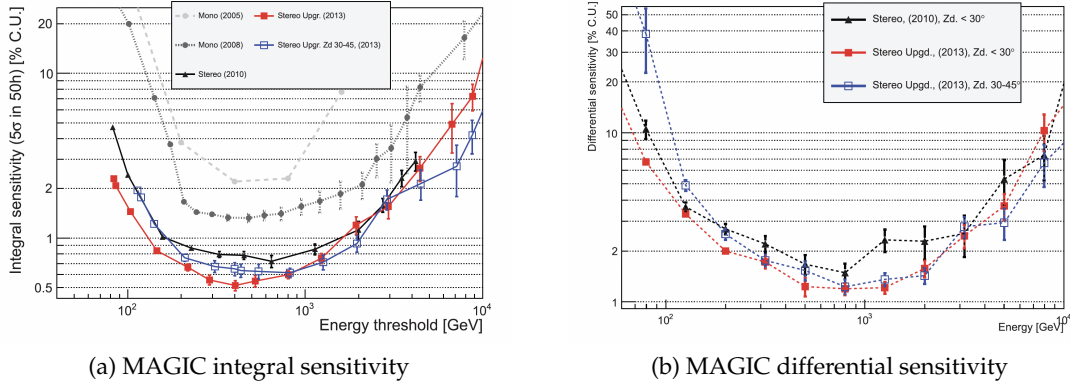 Integral sensitivity (5σ in 50h) [% C.U.]
Mono (2005)
Stereo Upgr. (2013)
Mono (2008)
Stereo Upgr. Zd 30-45, (2013)
Stereo (2010)
20
10
2
1
0.5
10²
10³
10⁴
Energy threshold [GeV]
(a) MAGIC integral sensitivity
Differential sensitivity [% C.U.]
Stereo, (2010), Zd. < 30°
Stereo Upgd., (2013), Zd. < 30°
Stereo Upgd., (2013), Zd. 30-45°
50
40
30
20
10
4
3
2
1
10²
10³
10⁴
Energy [GeV]
(b) MAGIC differential sensitivity